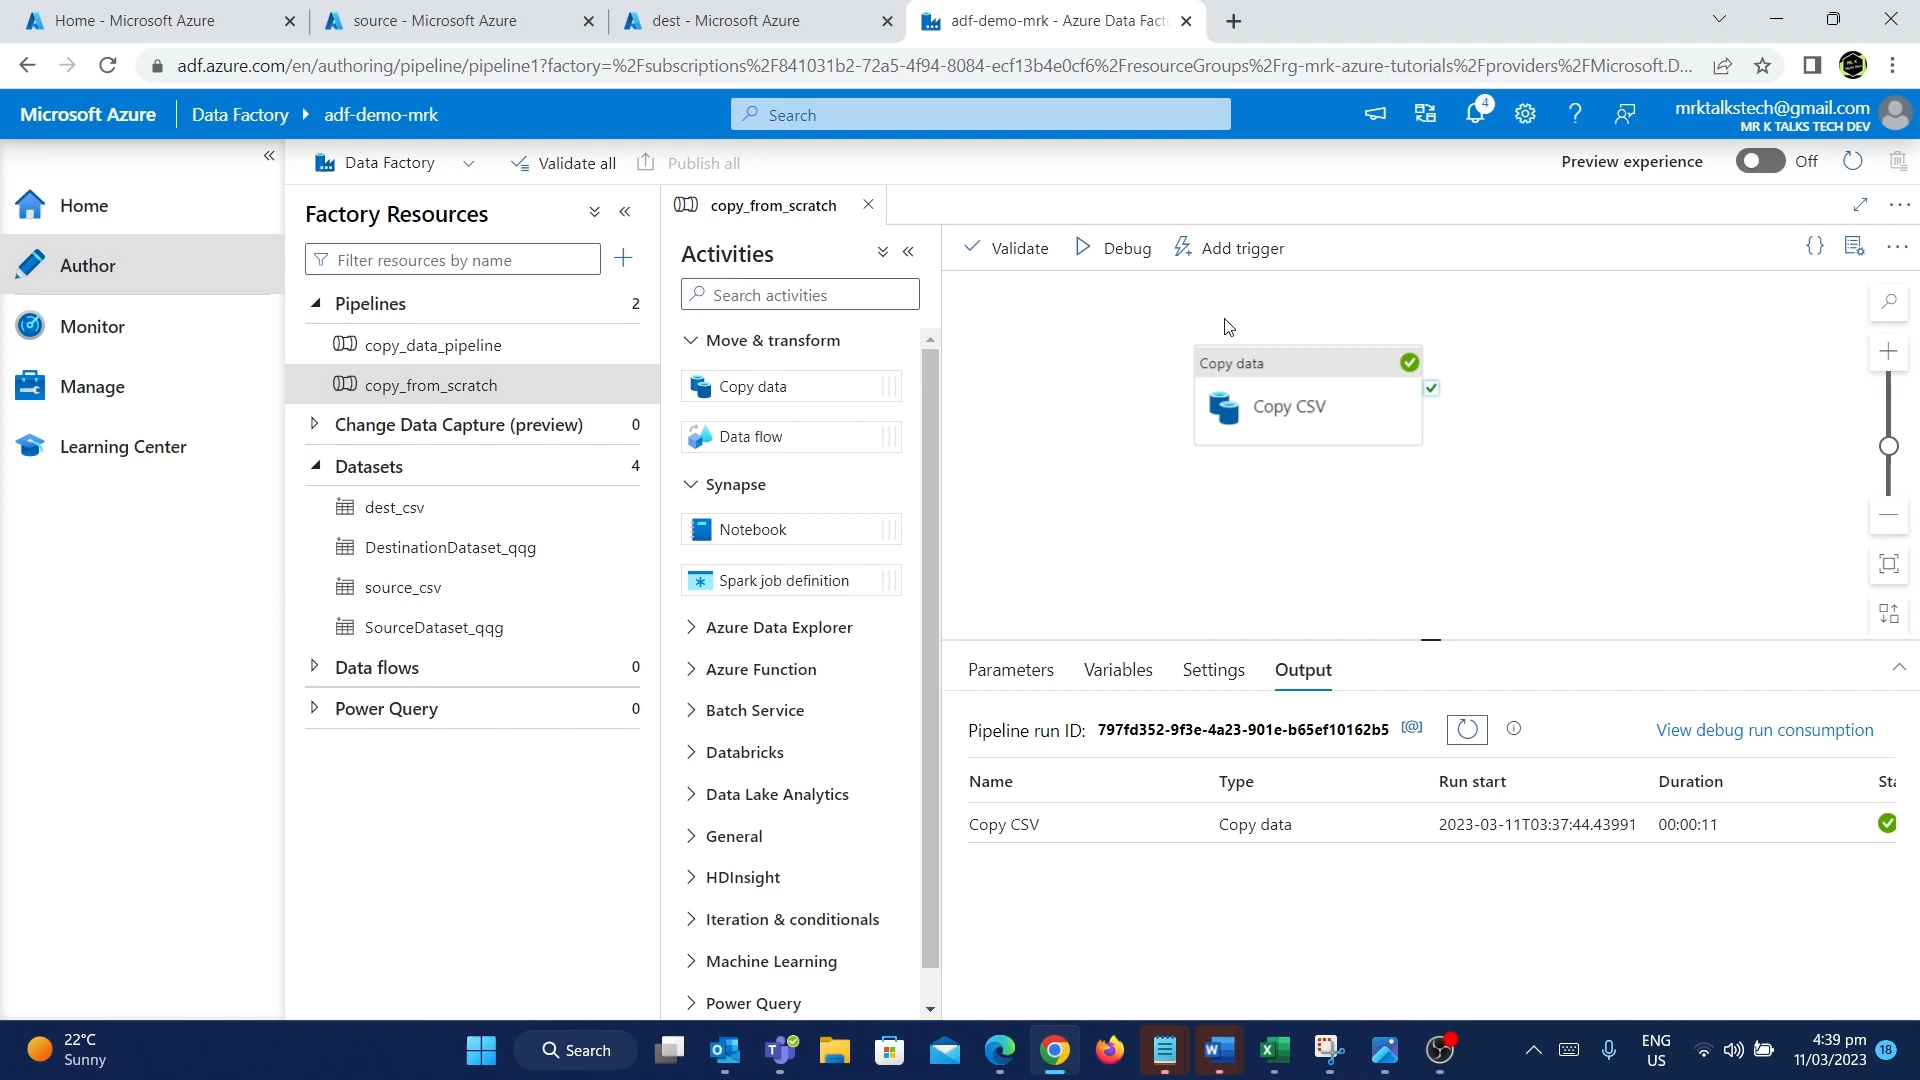 Home - Microsoft Azure
source - Microsoft Azure
dest - Microsoft Azure
adf-demo-mrk - Azure Data Fact
adf.azure.com/en/authoring/pipeline/pipeline1?factory=%2Fsubscriptions%2F841031b2-72a5-4f94-8084-ecf13b4e0cf6%2FresourceGroups%2Frg-mrk-azure-tutorials%2Fproviders%2FMicrosoft.D...
Microsoft Azure
Data Factory
adf-demo-mrk
Search
4
mrktalkstech@gmail.com
MR K TALKS TECH DEV
Data Factory
Validate all
Publish all
Preview experience
Off
Home
Author
Monitor
Manage
Learning Center
Factory Resources
Filter resources by name
Pipelines 2
copy_data_pipeline
copy_from_scratch
Change Data Capture (preview) 0
Datasets 4
dest_csv
DestinationDataset_qqg
source_csv
SourceDataset_qqg
Data flows 0
Power Query 0
copy_from_scratch
Activities
Search activities
Move & transform
Copy data
Data flow
Synapse
Notebook
Spark job definition
Azure Data Explorer
Azure Function
Batch Service
Databricks
Data Lake Analytics
General
HDInsight
Iteration & conditionals
Machine Learning
Power Query
Validate
Debug
Add trigger
Copy data
Copy CSV
Parameters
Variables
Settings
Output
Pipeline run ID: 797fd352-9f3e-4a23-901e-b65ef10162b5
View debug run consumption
Name Type Run start Duration Sta
Copy CSV Copy data 2023-03-11T03:37:44.43991 00:00:11
22°C
Sunny
Search
ENG
US
4:39 pm
11/03/2023
18